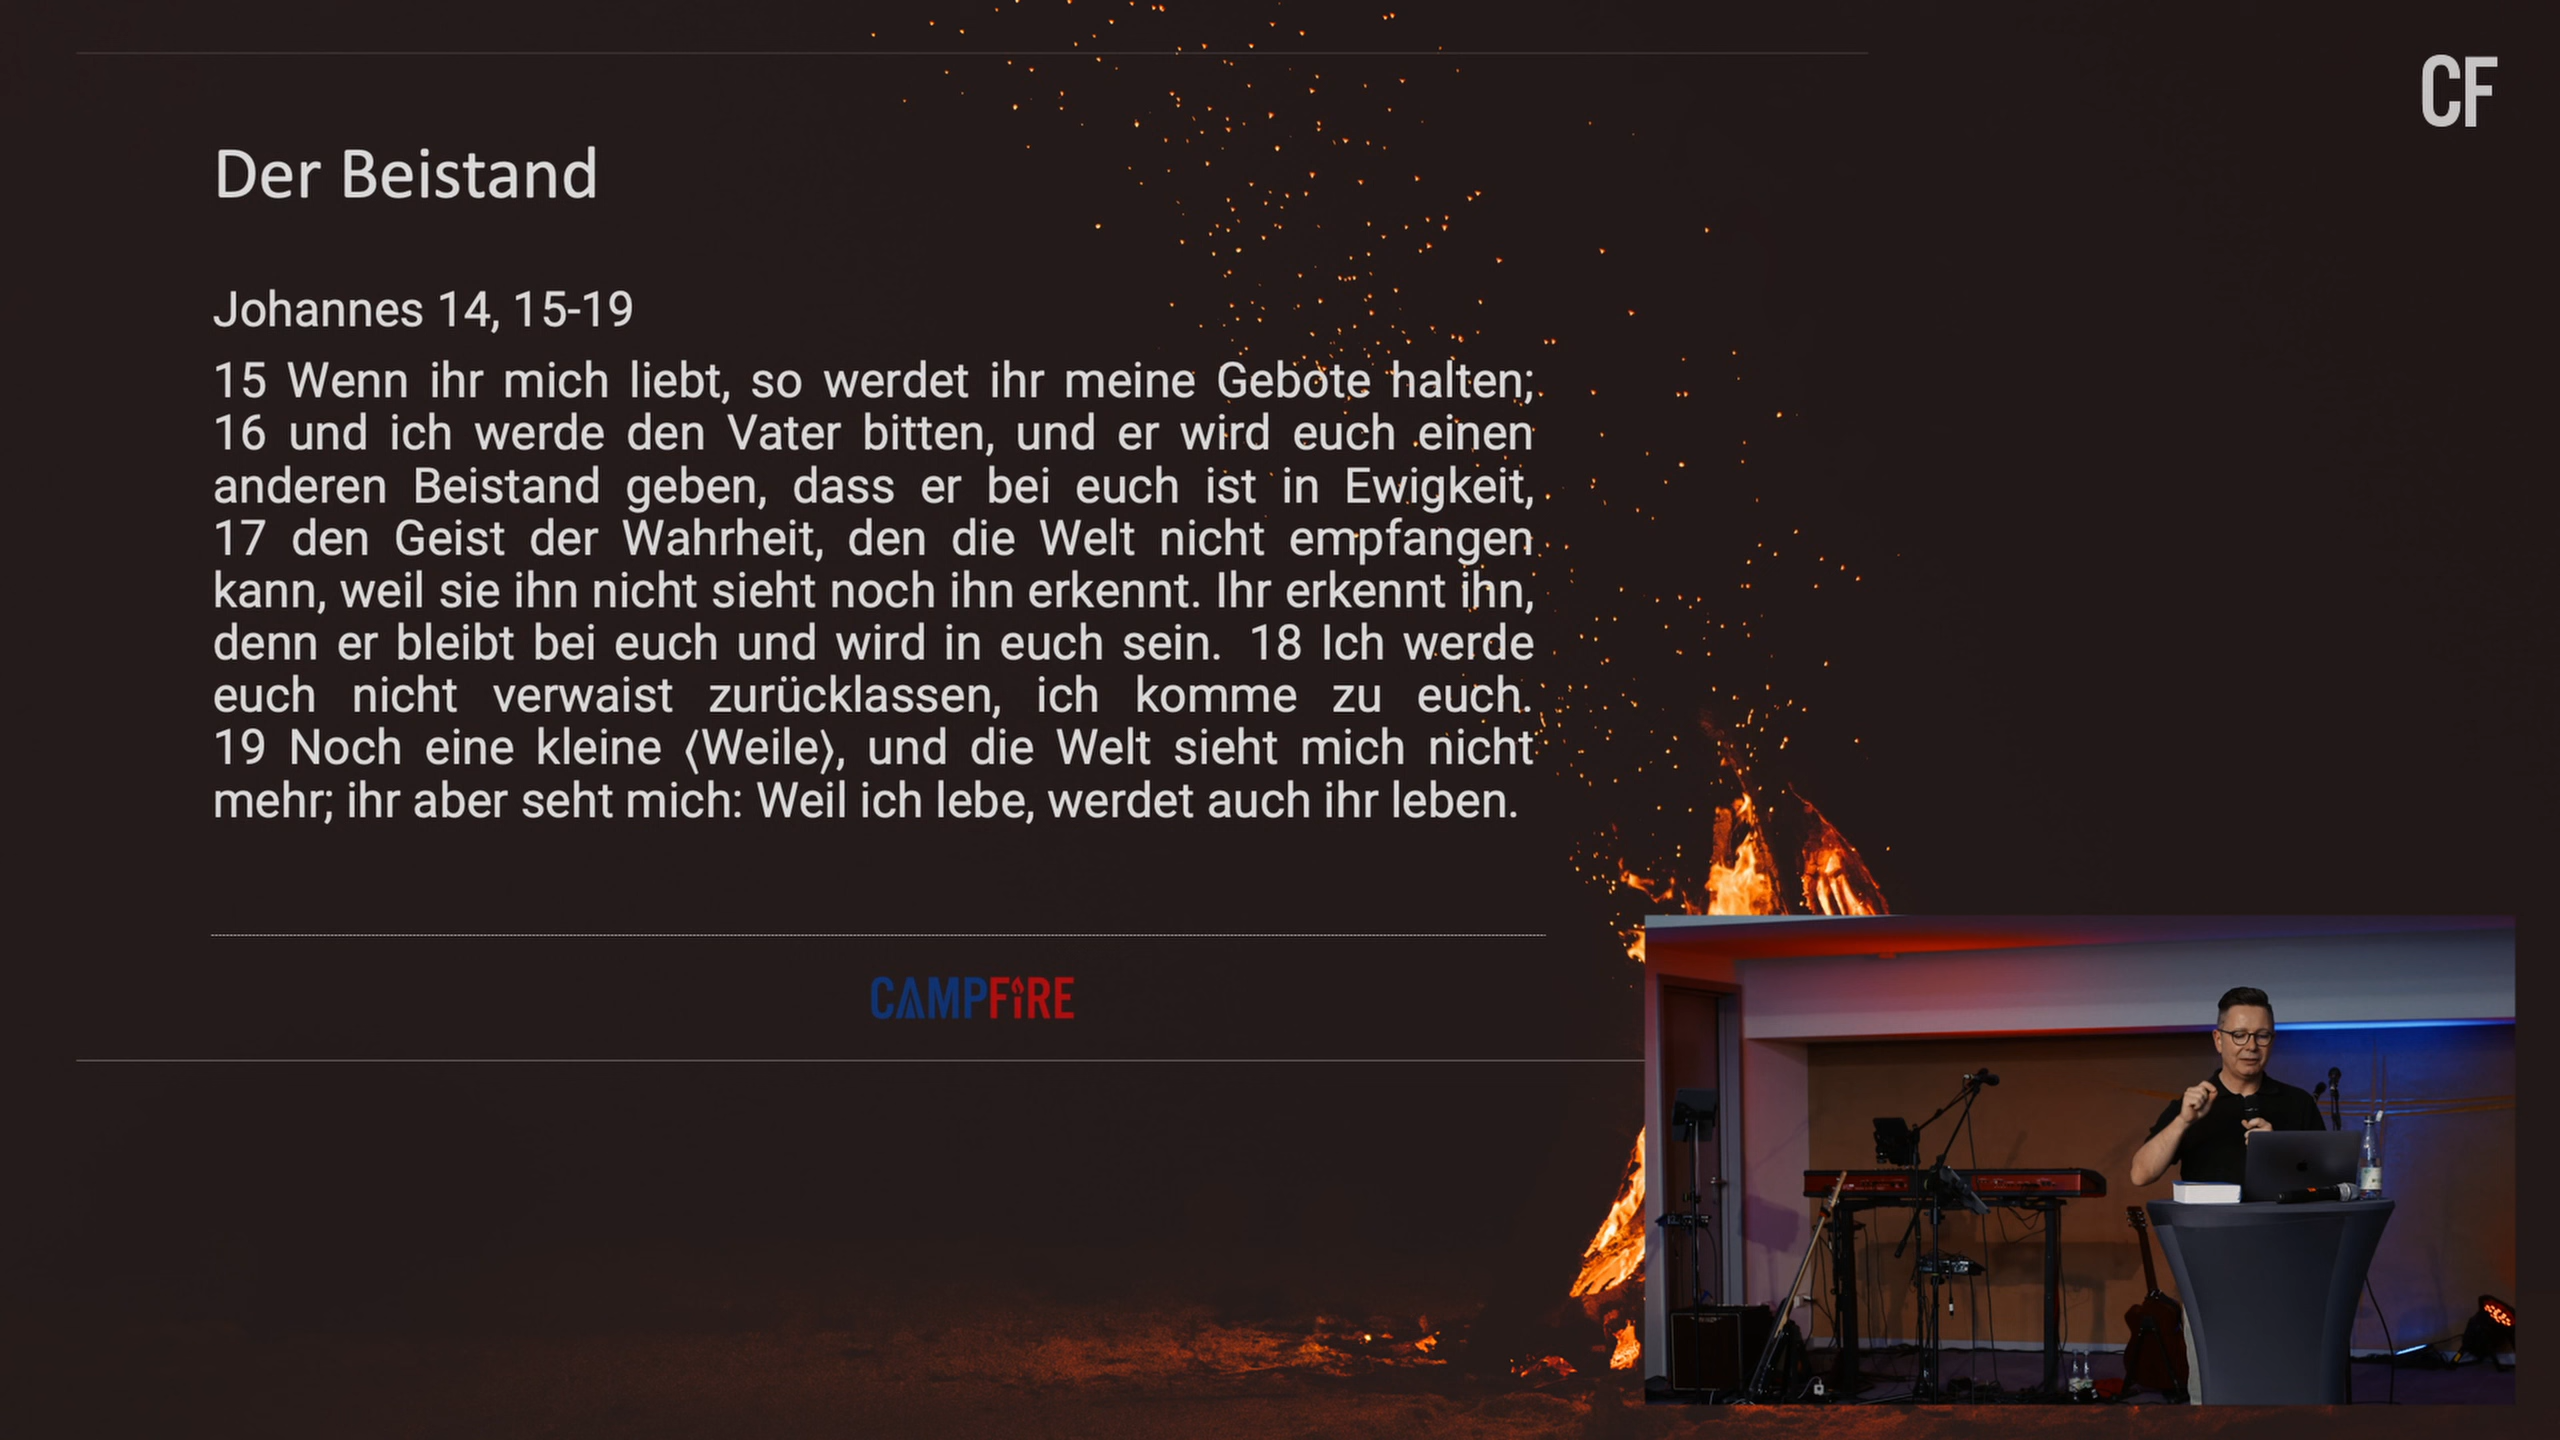 CF
Der Beistand
Johannes 14, 15-19
15 Wenn ihr mich liebt, so werdet ihr meine Gebote halten;
16 und ich werde den Vater bitten, und er wird euch einen
anderen Beistand geben, dass er bei euch ist in Ewigkeit,
17 den Geist der Wahrheit, den die Welt nicht empfangen
kann, weil sie ihn nicht sieht noch ihn erkennt. Ihr erkennt ihn,
denn er bleibt bei euch und wird in euch sein. 18 Ich werde
euch nicht verwaist zurücklassen, ich komme zu euch.
19 Noch eine kleine ⟨Weile⟩, und die Welt sieht mich nicht
mehr; ihr aber seht mich: Weil ich lebe, werdet auch ihr leben.
CAMPFiRE